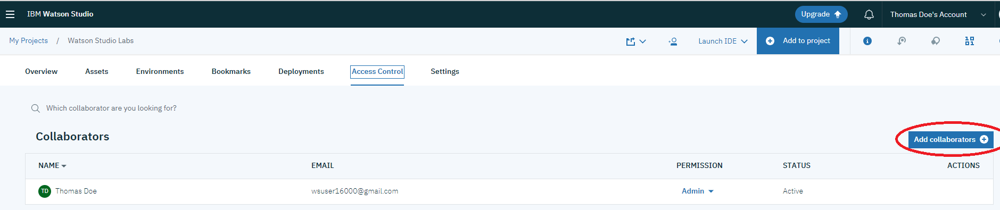 IBM Watson Studio Upgrade Thomas Doe's Account
My Projects / Watson Studio Labs Launch IDE Add to project
Overview Assets Environments Bookmarks Deployments Access Control Settings
Which collaborator are you looking for?
Collaborators
Add collaborators
NAME EMAIL PERMISSION STATUS ACTIONS
TD Thomas Doe wsuser16000@gmail.com Admin Active